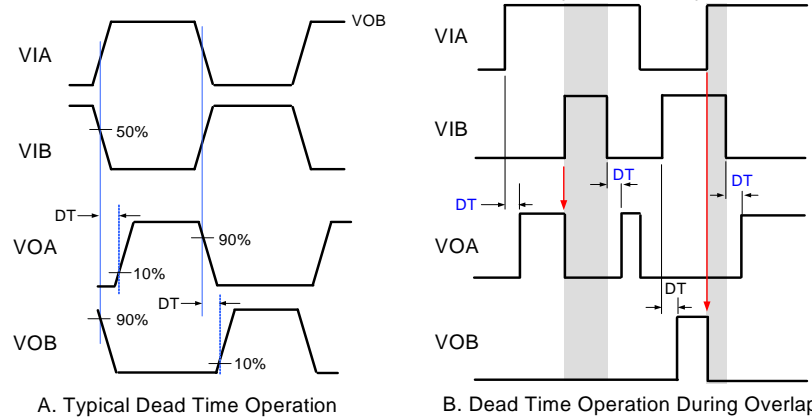 VOB
VIA
50%
VIB
DT
VOA
90%
10%
DT
90%
VOB
10%
A. Typical Dead Time Operation
VIA
VIB
DT
DT
DT
VOA
DT
VOB
B. Dead Time Operation During Overlap